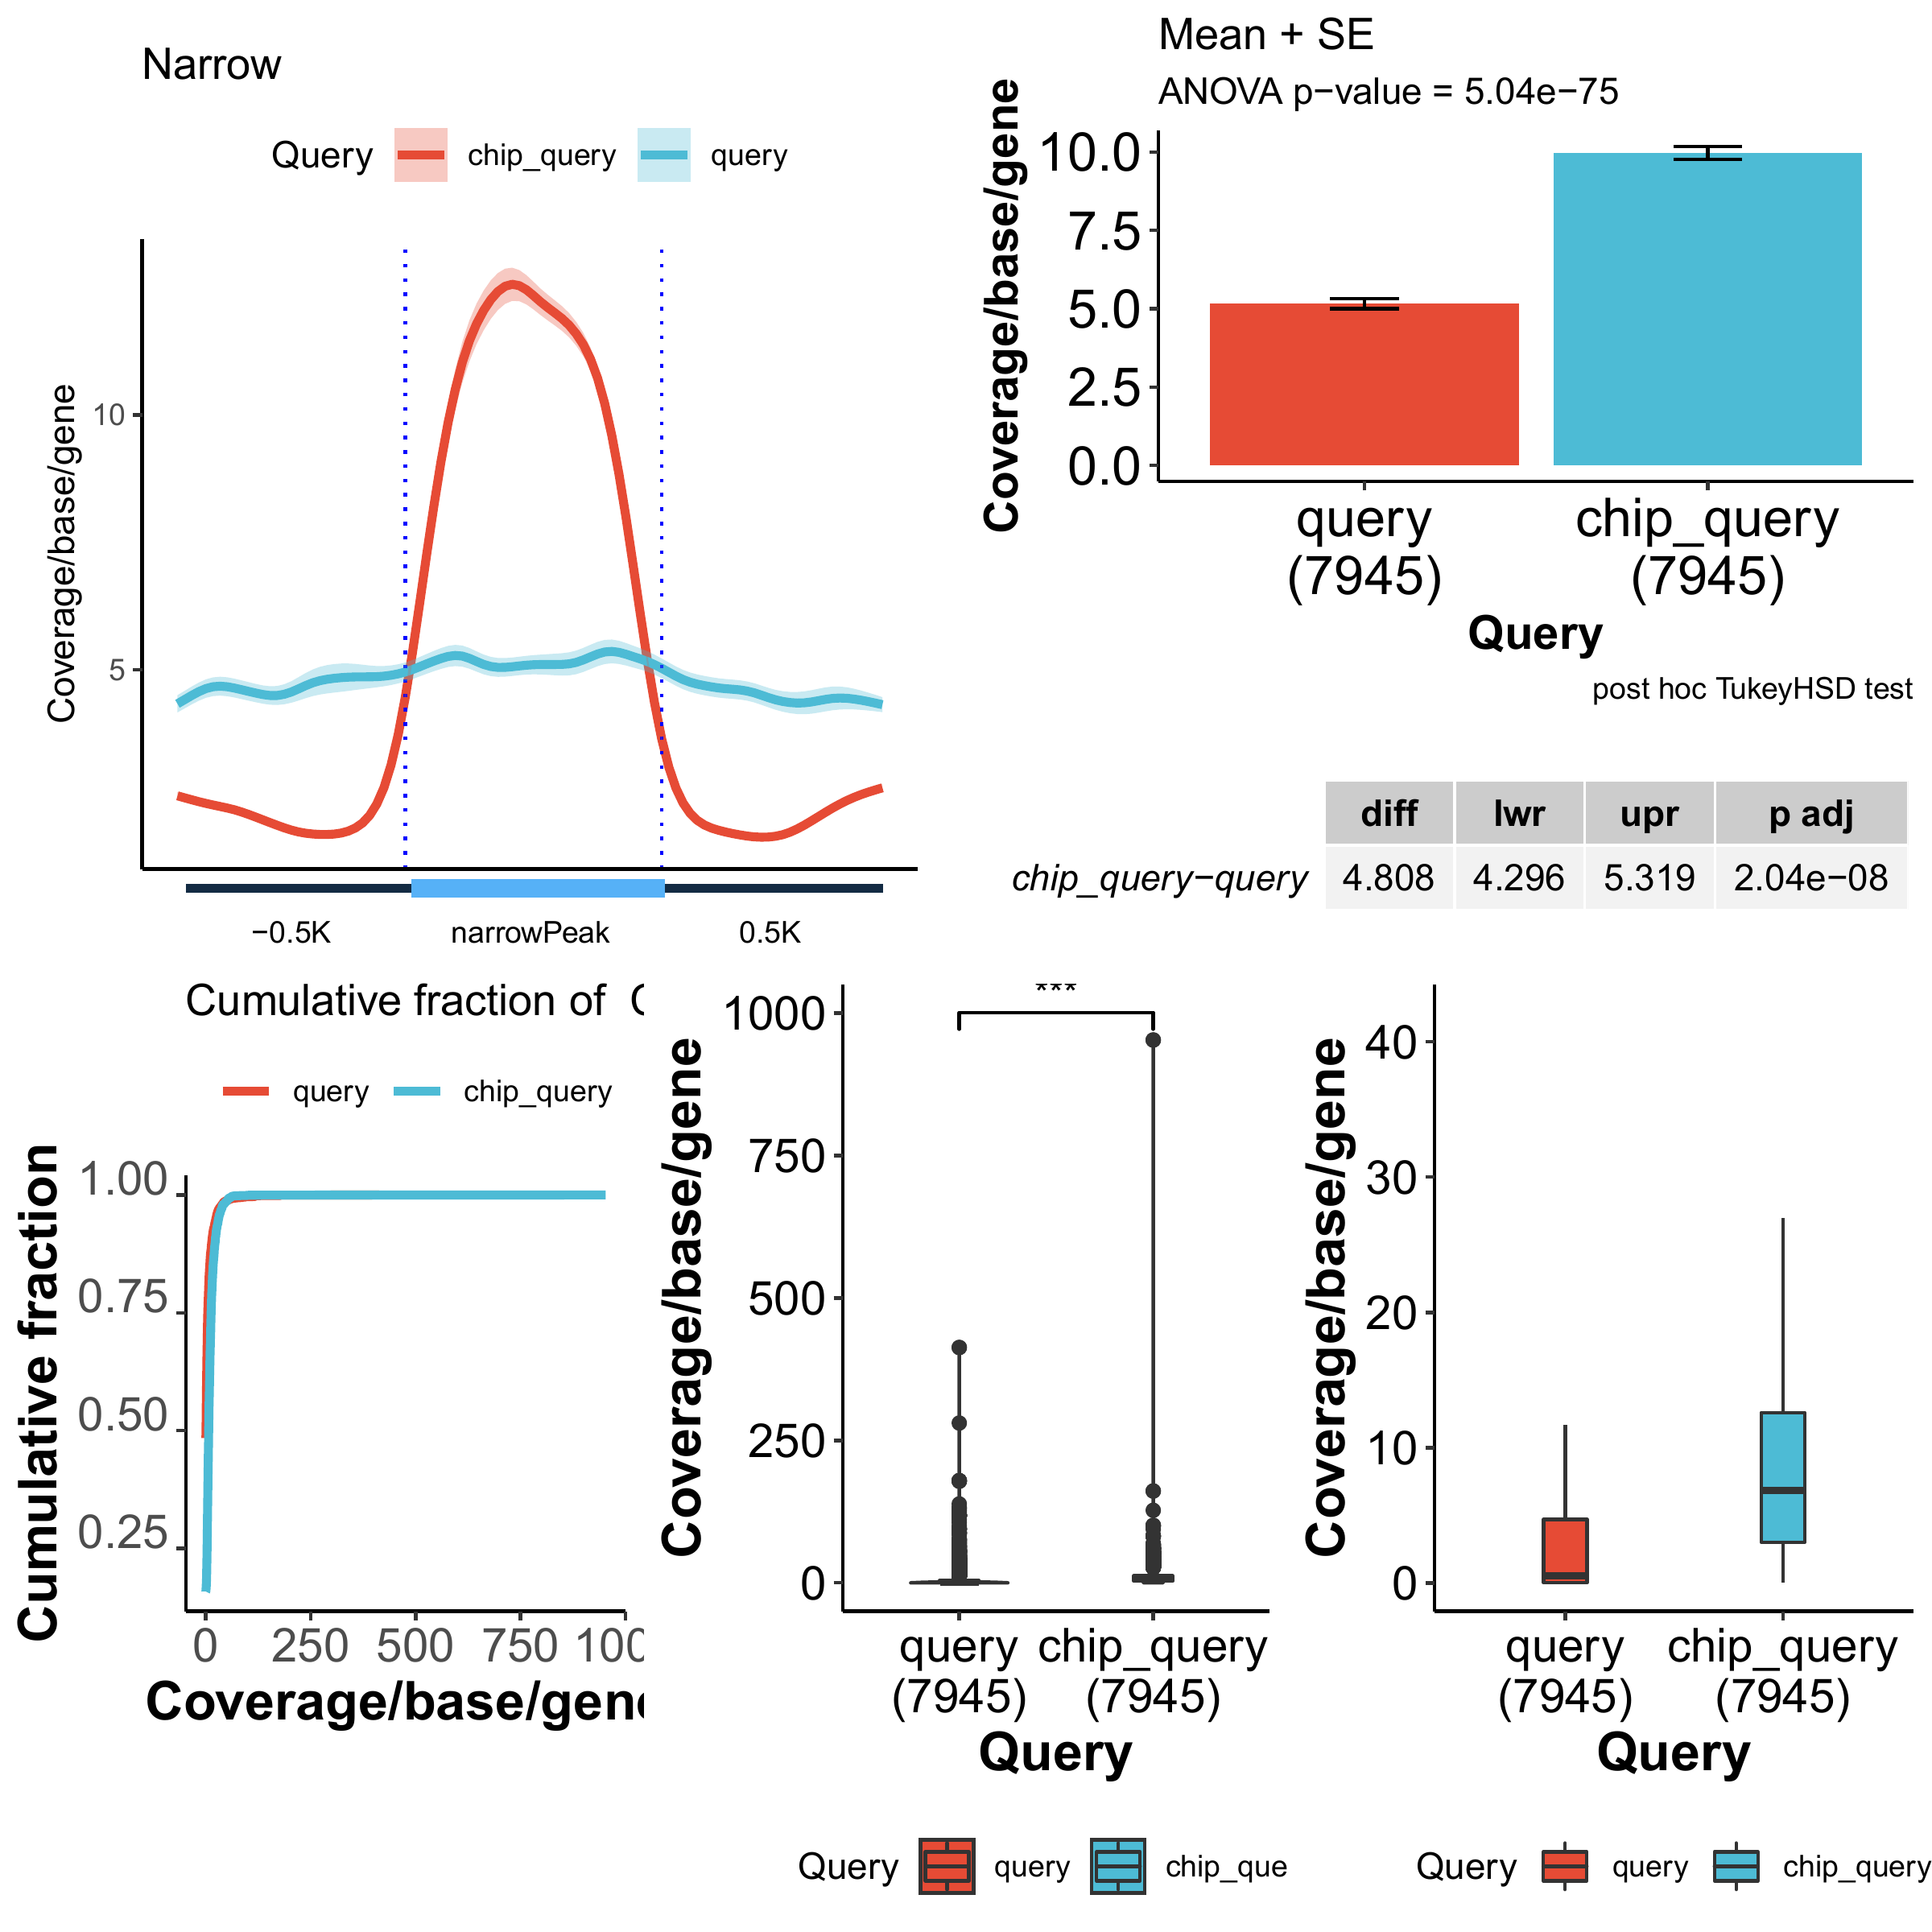 Narrow
Query chip_query query
Coverage/base/gene
10
5
−0.5K narrowPeak 0.5K
Mean + SE
ANOVA p−value = 5.04e−75
Coverage/base/gene
10.0
7.5
5.0
2.5
0.0
query chip_query
(7945) (7945)
Query
post hoc TukeyHSD test
diff lwr upr p adj
chip_query−query 4.808 4.296 5.319 2.04e−08
Cumulative fraction of
query chip_query
Cumulative fraction
1.00
0.75
0.50
0.25
0 250 500 750 100
Coverage/base/gene
***
Coverage/base/gene
1000
750
500
250
0
query chip_query
(7945) (7945)
Query
Query query chip_que
Coverage/base/gene
40
30
20
10
0
query chip_query
(7945) (7945)
Query
Query query chip_query